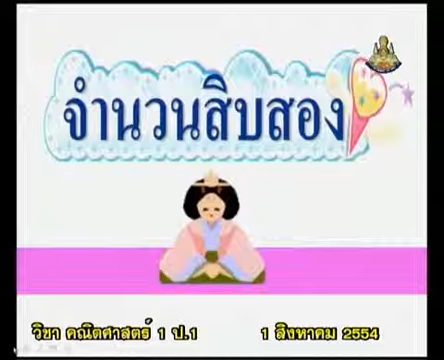 จำนวนสิบสอง
วิชา คณิตศาสตร์ 1 ป.1 1 สิงหาคม 2554